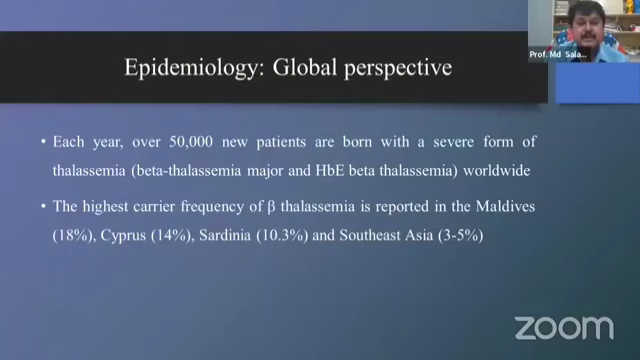 Prof. Md Sala...
Epidemiology: Global perspective
• Each year, over 50,000 new patients are born with a severe form of
thalassemia (beta-thalassemia major and HbE beta thalassemia) worldwide
• The highest carrier frequency of β thalassemia is reported in the Maldives
(18%), Cyprus (14%), Sardinia (10.3%) and Southeast Asia (3-5%)
zoom